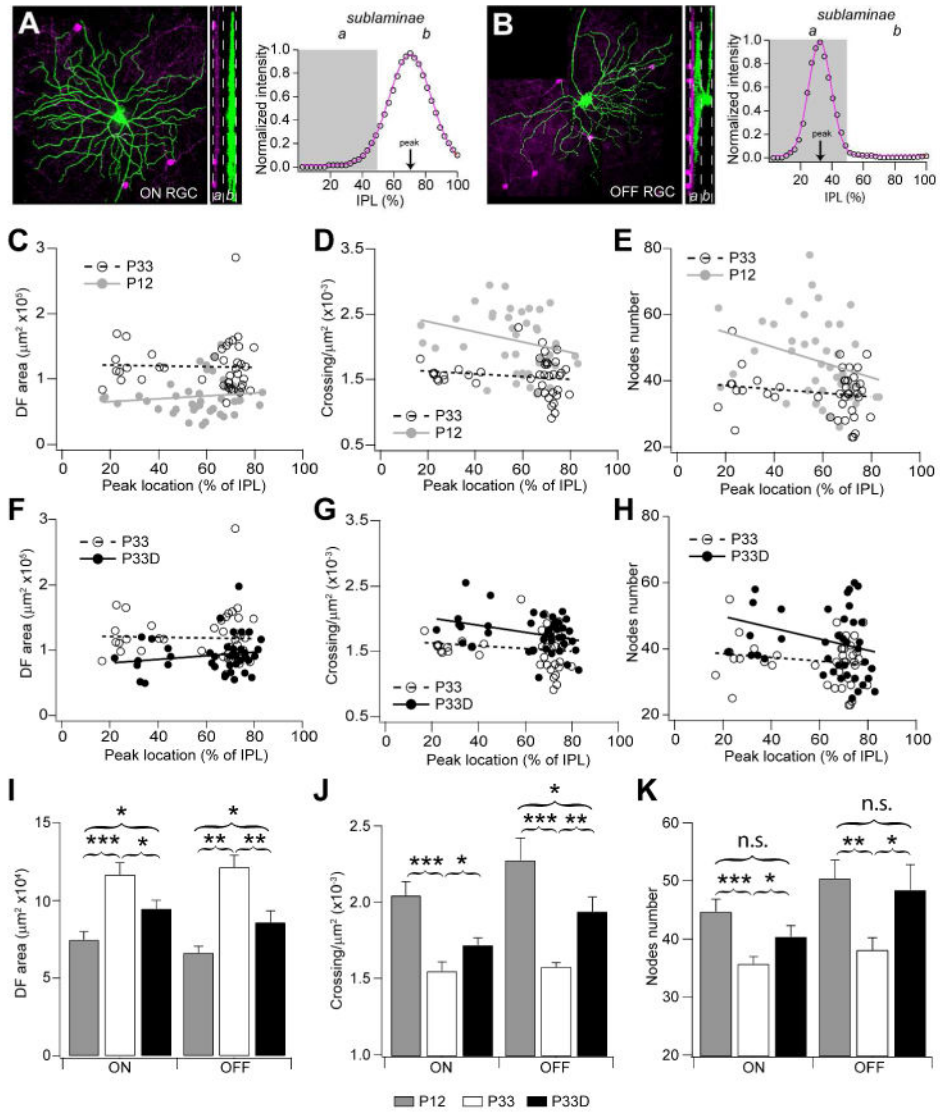 A
ON RGC
a
b
sublaminae
a
b
Normalized intensity
1.0
0.8
0.6
0.4
0.2
0.0
peak
20
40
60
80
100
IPL (%)
B
OFF RGC
a
b
sublaminae
a
b
Normalized intensity
1.0
0.8
0.6
0.4
0.2
0.0
peak
20
40
60
80
100
IPL (%)
C
DF area (µm² x10⁵)
3
2
1
0
P33
P12
0
20
40
60
80
100
Peak location (% of IPL)
D
Crossing/µm² (x10⁻³)
3.5
2.5
1.5
0.5
P33
P12
0
20
40
60
80
100
Peak location (% of IPL)
E
Nodes number
80
60
40
20
P33
P12
0
20
40
60
80
100
Peak location (% of IPL)
F
DF area (µm² x10⁵)
3
2
1
0
P33
P33D
0
20
40
60
80
100
Peak location (% of IPL)
G
Crossing/µm² (x10⁻³)
3.5
2.5
1.5
0.5
P33
P33D
0
20
40
60
80
100
Peak location (% of IPL)
H
Nodes number
80
60
40
20
P33
P33D
0
20
40
60
80
100
Peak location (% of IPL)
I
DF area (µm² x10⁴)
15
10
5
0
*
***
*
*
**
**
ON
OFF
J
Crossing/µm² (x10⁻³)
2.5
2.0
1.5
1.0
***
*
*
***
**
ON
OFF
K
Nodes number
60
50
40
30
20
n.s.
***
*
n.s.
**
*
ON
OFF
P12
P33
P33D